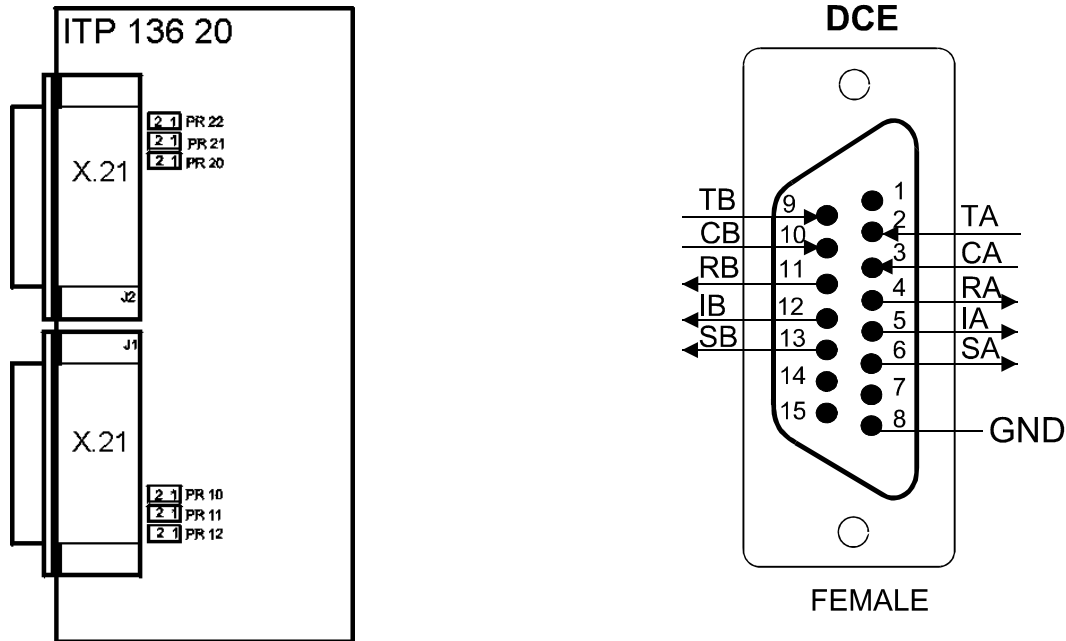 ITP 136 20
2 1 PR 22
2 1 PR 21
2 1 PR 20
X.21
J2
J1
X.21
2 1 PR 10
2 1 PR 11
2 1 PR 12
DCE
1
TB 9 2 TA
CB 10 3 CA
RB 11 4 RA
IB 12 5 IA
SB 13 6 SA
14 7
15 8 GND
FEMALE